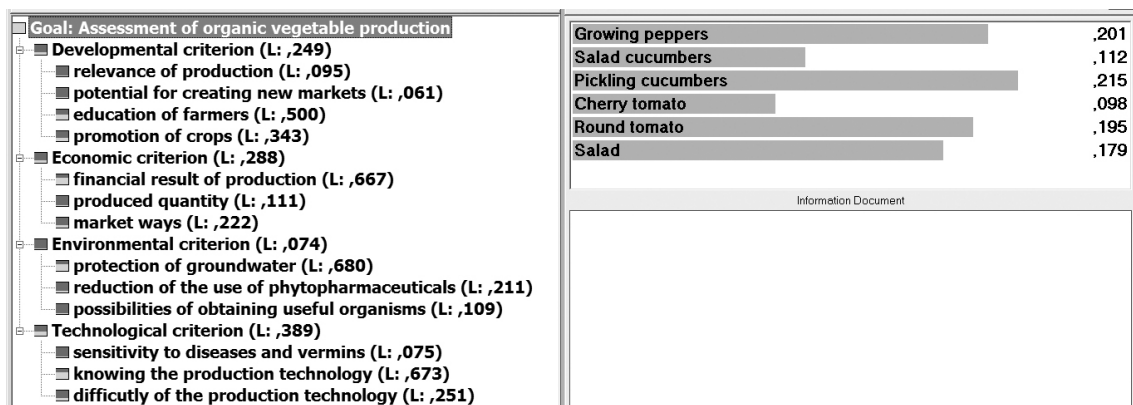 Goal: Assessment of organic vegetable production
Developmental criterion (L: ,249)
relevance of production (L: ,095)
potential for creating new markets (L: ,061)
education of farmers (L: ,500)
promotion of crops (L: ,343)
Economic criterion (L: ,288)
financial result of production (L: ,667)
produced quantity (L: ,111)
market ways (L: ,222)
Environmental criterion (L: ,074)
protection of groundwater (L: ,680)
reduction of the use of phytopharmaceuticals (L: ,211)
possibilities of obtaining useful organisms (L: ,109)
Technological criterion (L: ,389)
sensitivity to diseases and vermins (L: ,075)
knowing the production technology (L: ,673)
difficutly of the production technology (L: ,251)
Growing peppers ,201
Salad cucumbers ,112
Pickling cucumbers ,215
Cherry tomato ,098
Round tomato ,195
Salad ,179
Information Document